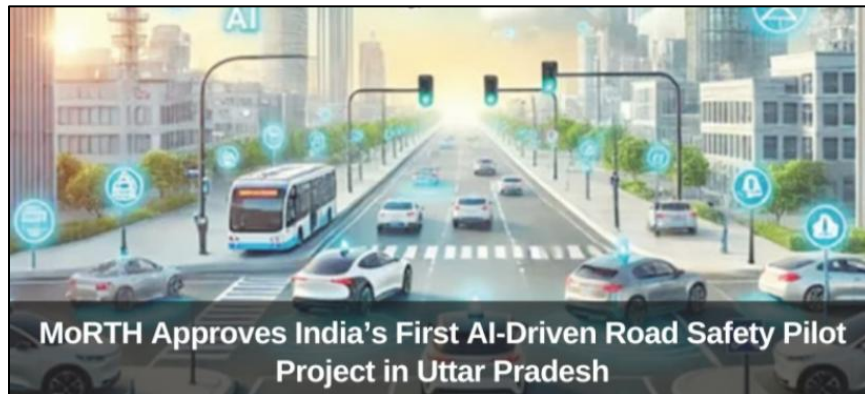 AI
MoRTH Approves India’s First AI-Driven Road Safety Pilot
Project in Uttar Pradesh